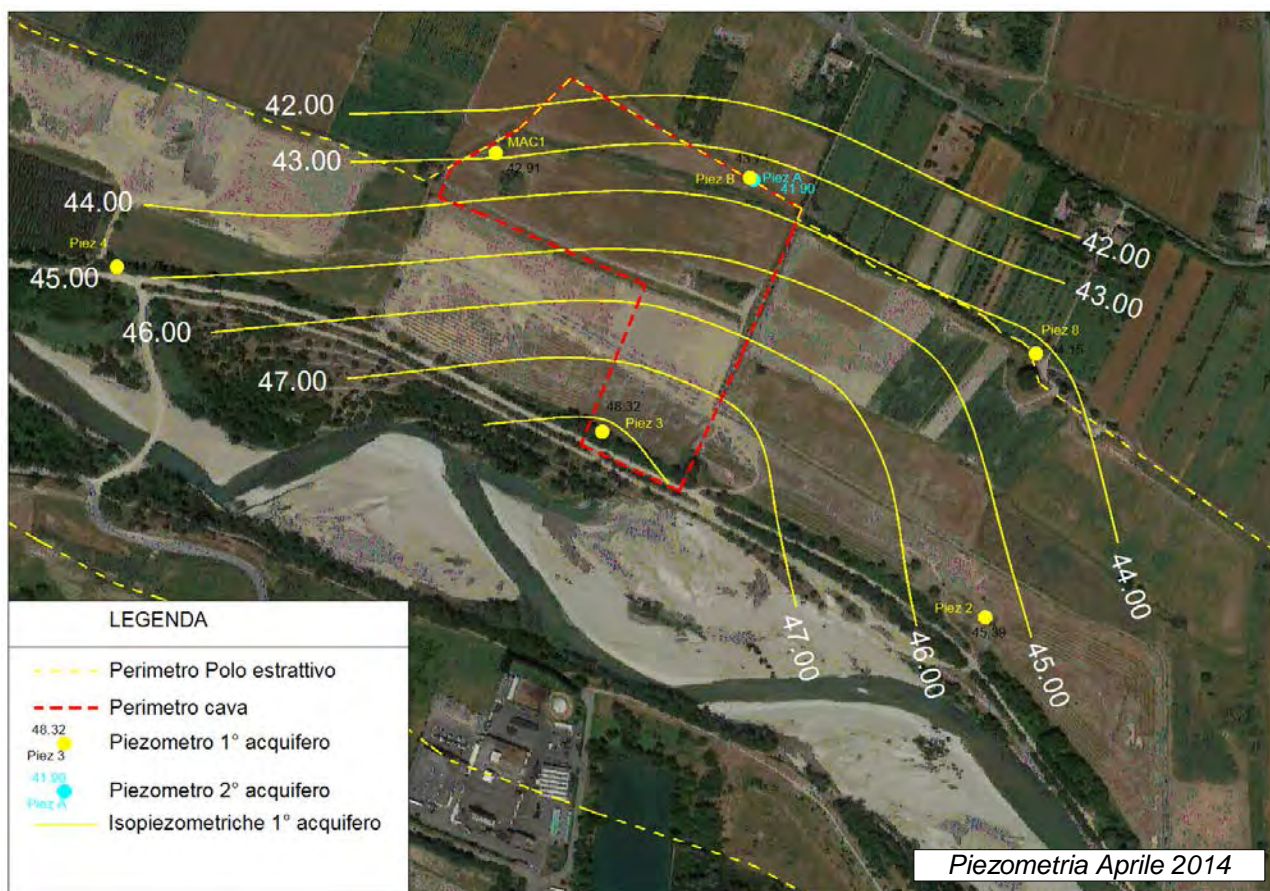 42.00
MAC1
43.00
42.91
Piez B
Piez A
41.90
44.00
Piez 4
45.00
42.00
43.00
46.00
Piez 8
47.00
48.32
Piez 3
44.00
Piez 2
45.39
47.00
46.00
45.00
LEGENDA
Perimetro Polo estrattivo
Perimetro cava
48.32
Piez 3
Piezometro 1° acquifero
41.90
Piez A
Piezometro 2° acquifero
Isopiezometriche 1° acquifero
Piezometria Aprile 2014